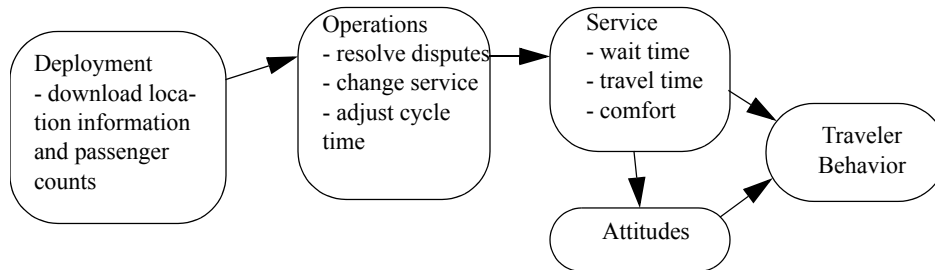 Deployment
- download loca-
tion information
and passenger
counts
Operations
- resolve disputes
- change service
- adjust cycle
time
Service
- wait time
- travel time
- comfort
Attitudes
Traveler
Behavior